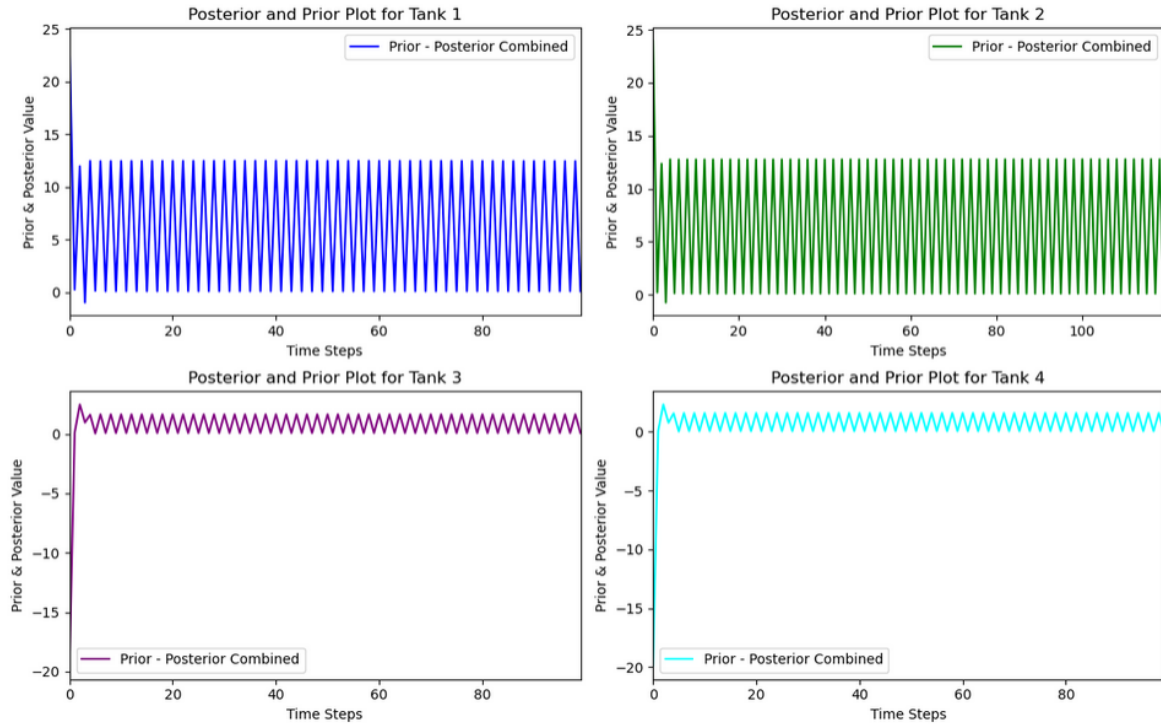 Posterior and Prior Plot for Tank 1
Prior & Posterior Value
25
20
15
10
5
0
Prior - Posterior Combined
0 20 40 60 80
Time Steps
Posterior and Prior Plot for Tank 2
Prior & Posterior Value
25
20
15
10
5
0
Prior - Posterior Combined
0 20 40 60 80 100
Time Steps
Posterior and Prior Plot for Tank 3
Prior & Posterior Value
0
−5
−10
−15
−20
Prior - Posterior Combined
0 20 40 60 80
Time Steps
Posterior and Prior Plot for Tank 4
Prior & Posterior Value
0
−5
−10
−15
−20
Prior - Posterior Combined
0 20 40 60 80
Time Steps